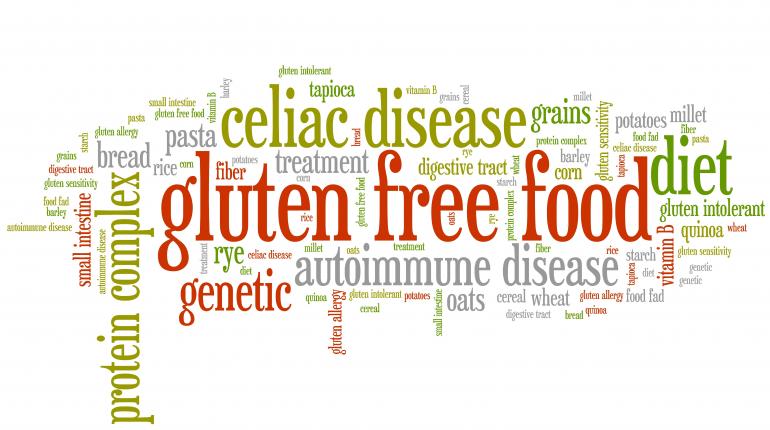 gluten intolerant
tapioca
barley
vitamin B
grains
cereal
millet
small intestine
gluten free food
vitamin B
celiac disease
grains
gluten sensitivity
potatoes
millet
pasta
gluten allergy
starch
pasta
bread
rye
protein complex
food fad
fiber
pasta
celiac disease
grains
bread
rice
corn
potatoes
treatment
digestive tract
wheat
barley
corn
tapioca
diet
digestive tract
fiber
corn
starch
gluten sensitivity
gluten free food
gluten free food
protein complex
food fad
barley
small intestine
rice
oats
rye
protein complex
gluten intolerant
autoimmune disease
autoimmune disease
vitamin B
quinoa
wheat
treatment
rye
celiac disease
millet
oats
treatment
fiber
rice
starch
gluten sensitivity
diet
autoimmune disease
tapioca
diet
genetic
genetic
genetic
quinoa
gluten allergy
gluten intolerant
potatoes
cereal
small intestine
oats
cereal
wheat
gluten allergy
food fad
digestive tract
bread
quinoa